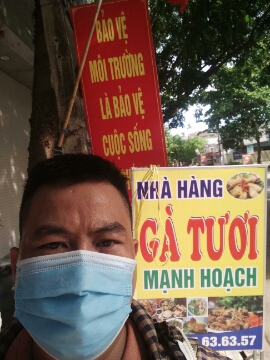 BẢO VỆ
MÔI TRƯỜNG
LÀ BẢO VỆ
CUỘC SỐNG
NHÀ HÀNG
GÀ TƯƠI
MẠNH HOẠCH
63.63.57